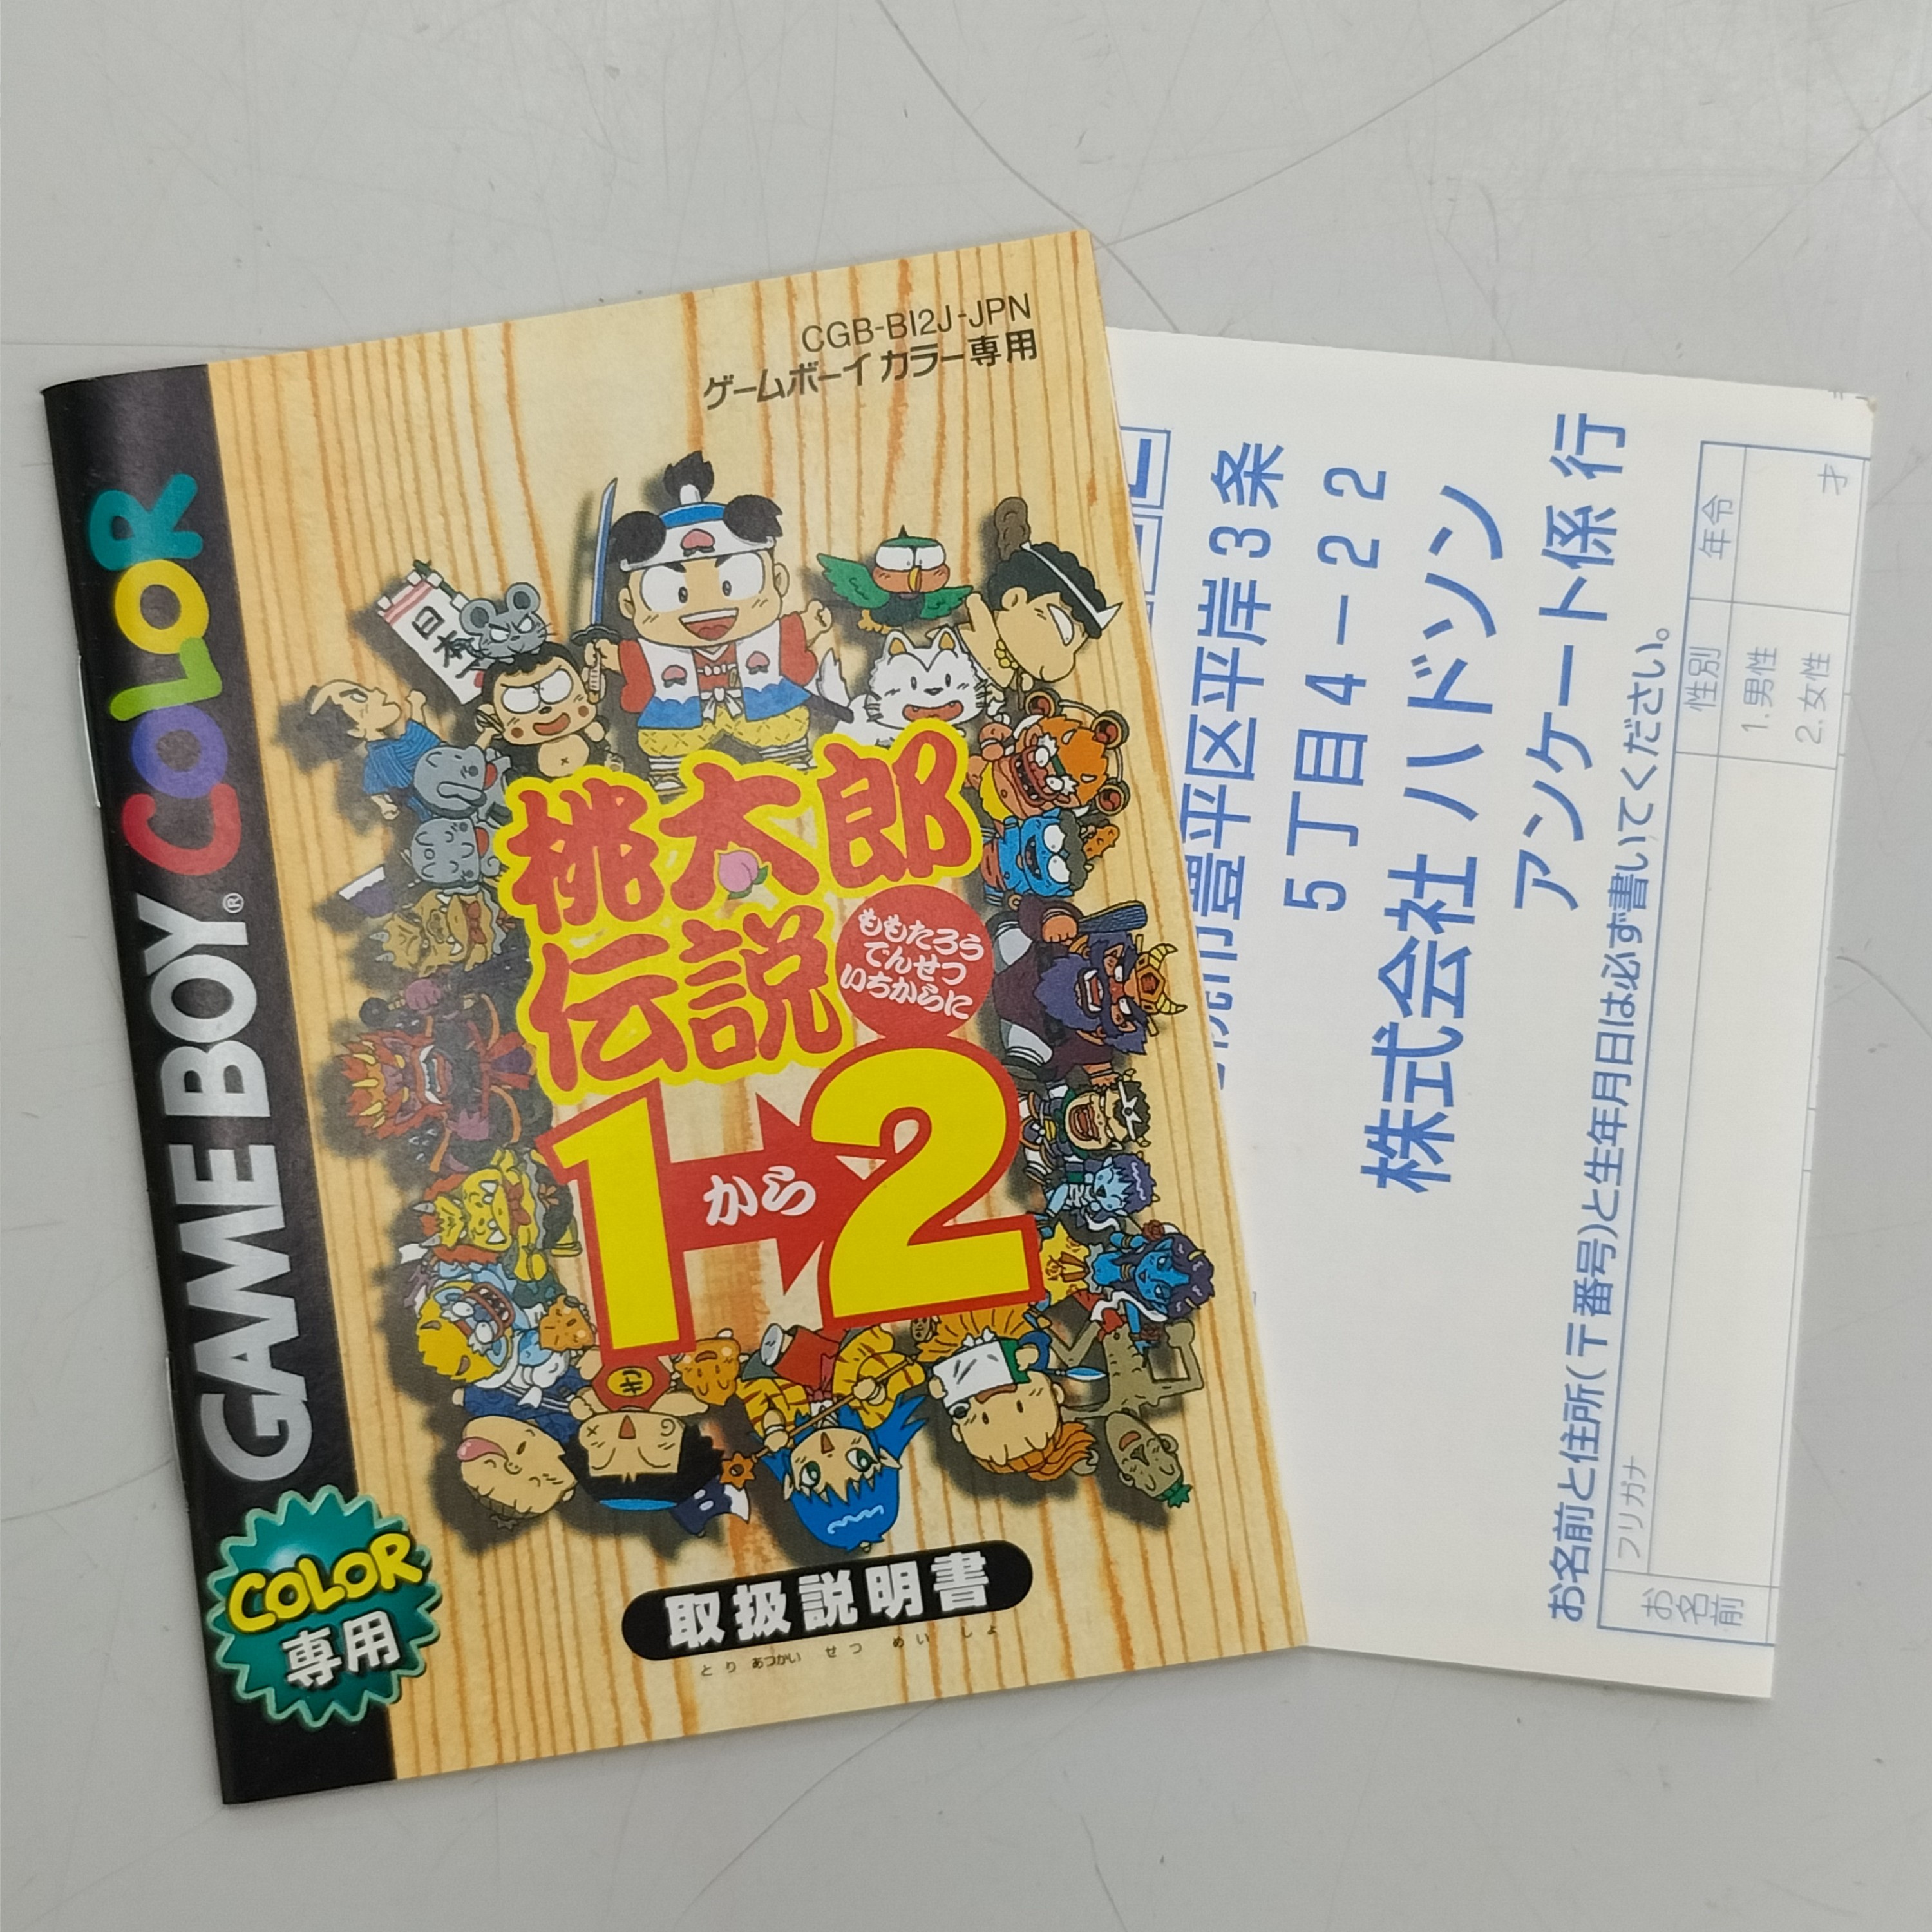 CGB-BI2J-JPN
ゲームボーイ カラー専用
GAME BOY® COLOR
日本一
桃太郎
伝説
ももたろう
でんせつ
いちからに
1から2
COLOR
専用
取扱説明書
とり あつかい せつ めい しょ
豊平区平岸3条
5丁目4-22
株式会社 ハドソン
アンケート係 行
お名前と住所(〒番号)と生年月日は必ず書いてください。
フリガナ
お名前
性別
1.男性
2.女性
年令
才